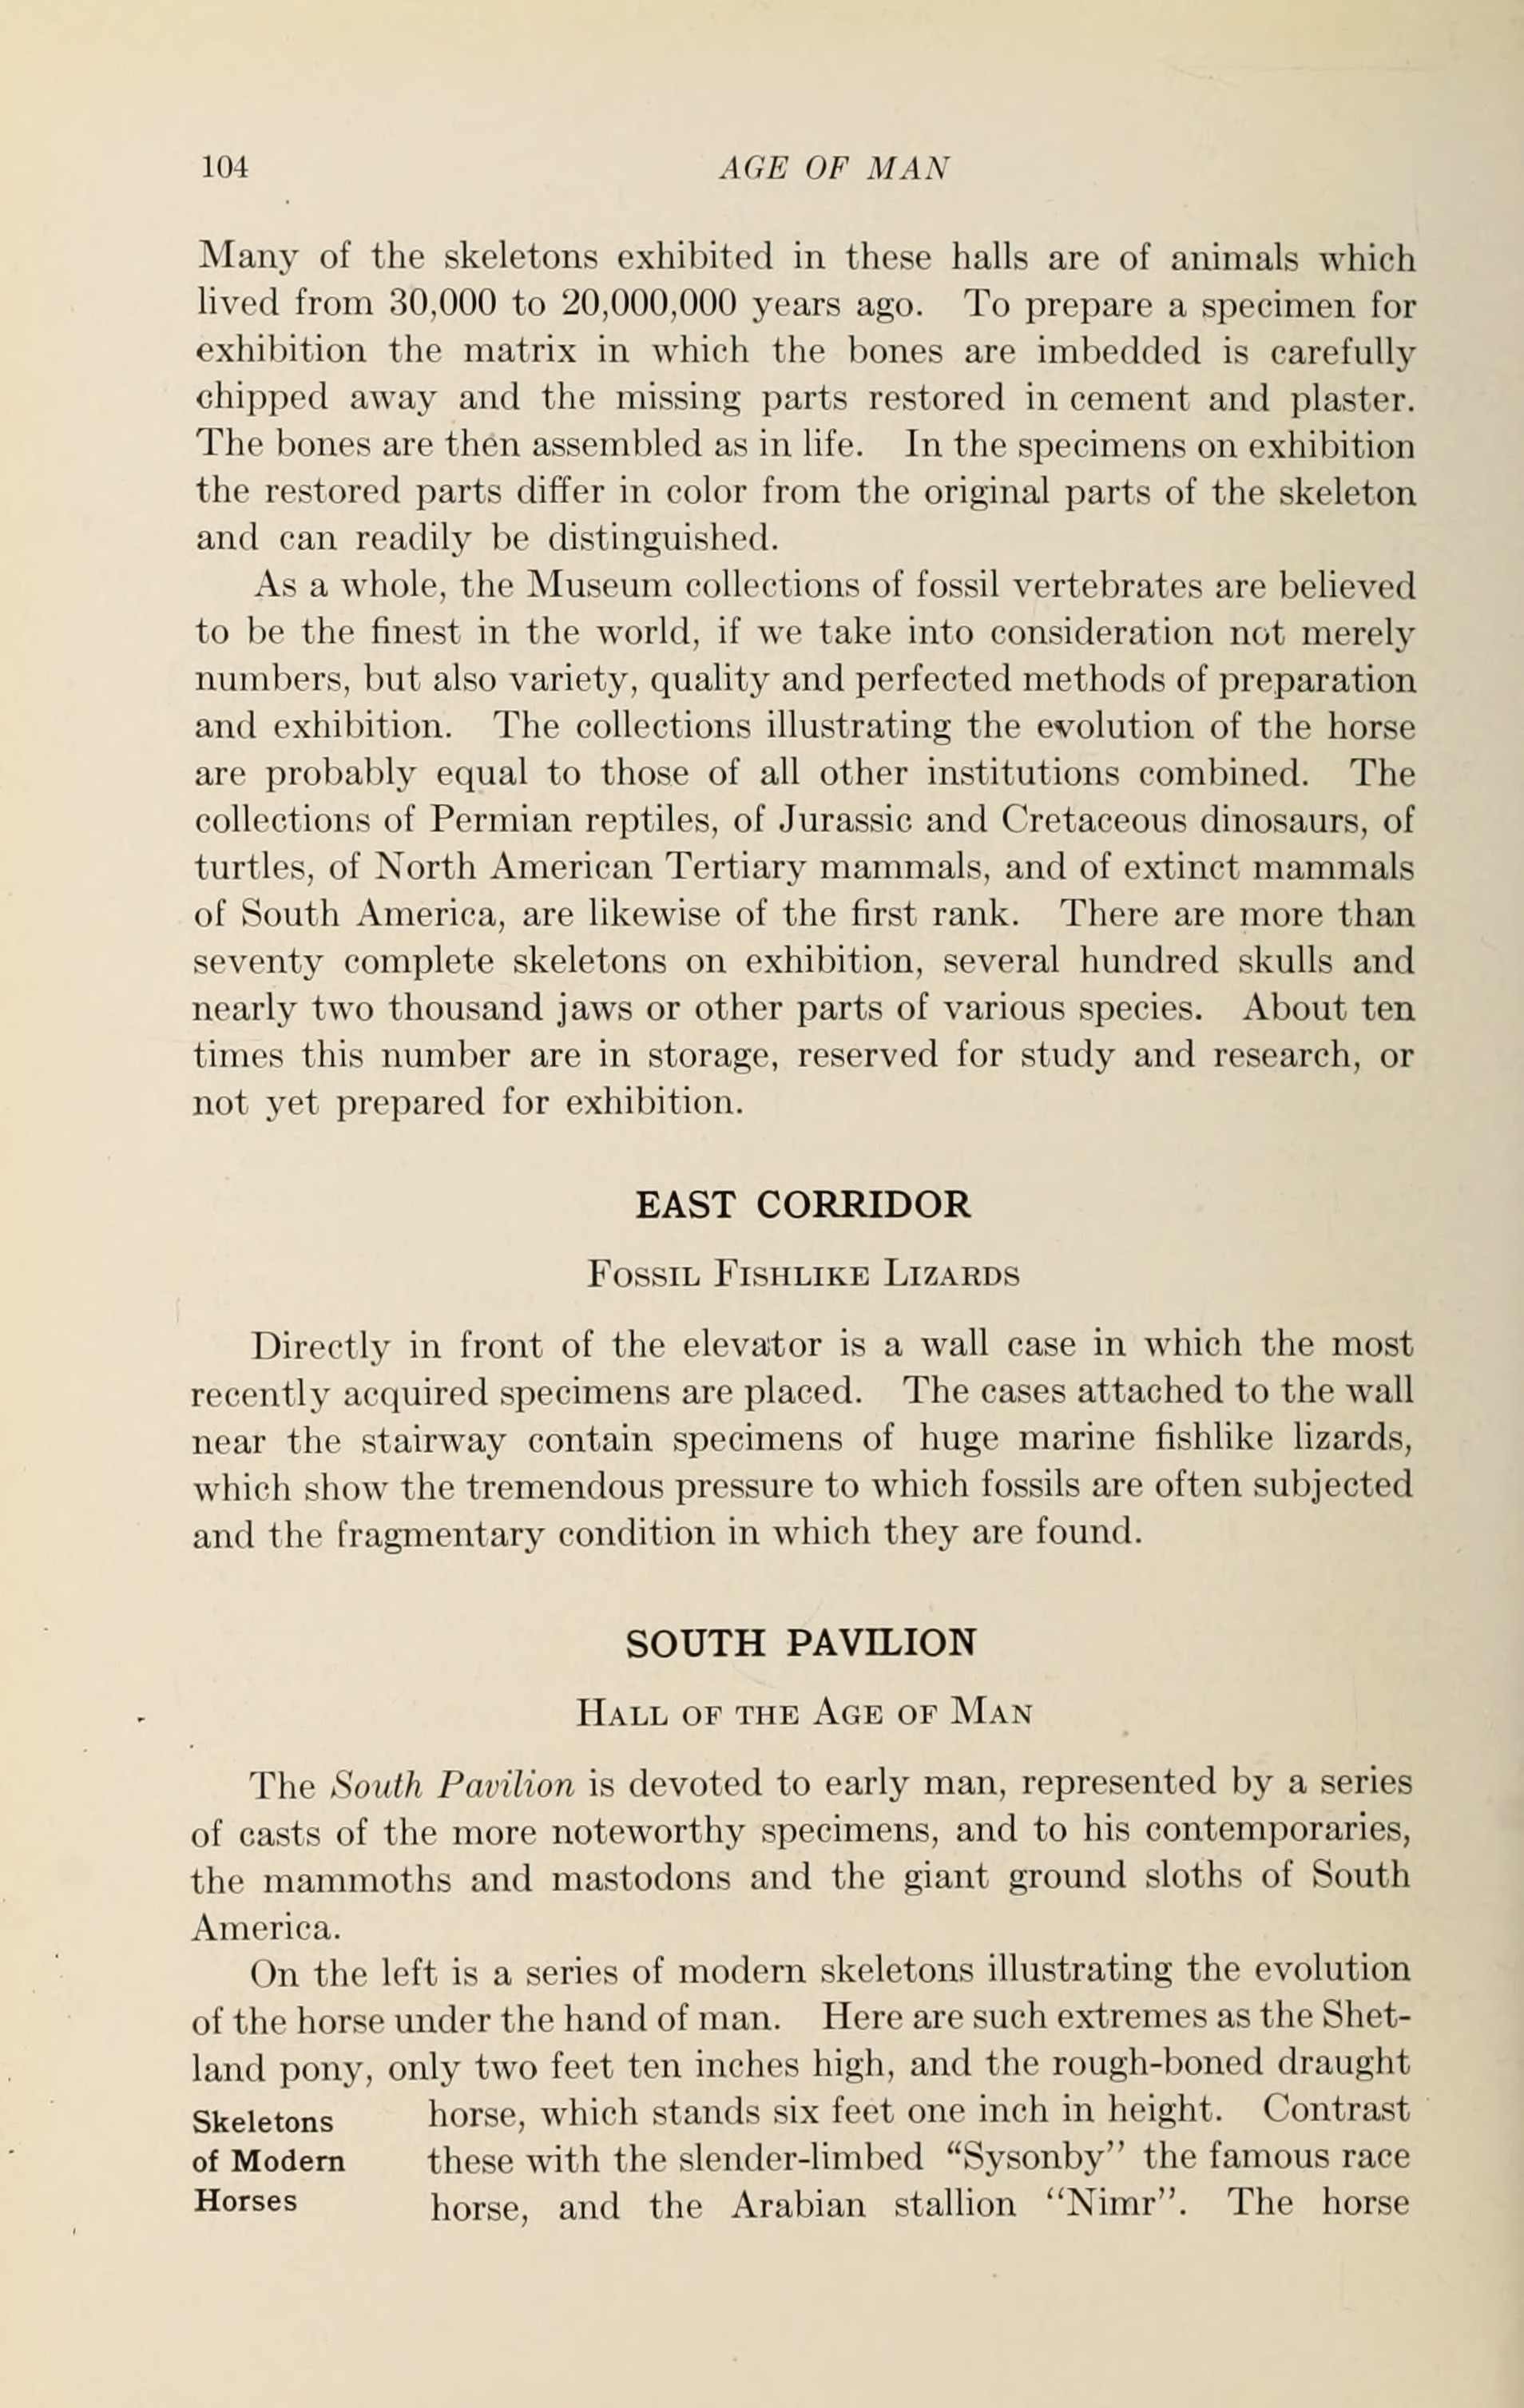 104 AGE OF MAN
Many of the skeletons exhibited in these halls are of animals which
lived from 30,000 to 20,000,000 years ago. To prepare a specimen for
exhibition the matrix in which the bones are imbedded is carefully
chipped away and the missing parts restored in cement and plaster.
The bones are then assembled as in life. In the specimens on exhibition
the restored parts differ in color from the original parts of the skeleton
and can readily be distinguished.
As a whole, the Museum collections of fossil vertebrates are believed
to be the finest in the world, if we take into consideration not merely
numbers, but also variety, quality and perfected methods of preparation
and exhibition. The collections illustrating the evolution of the horse
are probably equal to those of all other institutions combined. The
collections of Permian reptiles, of Jurassic and Cretaceous dinosaurs, of
turtles, of North American Tertiary mammals, and of extinct mammals
of South America, are likewise of the first rank. There are more than
seventy complete skeletons on exhibition, several hundred skulls and
nearly two thousand jaws or other parts of various species. About ten
times this number are in storage, reserved for study and research, or
not yet prepared for exhibition.
EAST CORRIDOR
Fossil Fishlike Lizards
Directly in front of the elevator is a wall case in which the most
recently acquired specimens are placed. The cases attached to the wall
near the stairway contain specimens of huge marine fishlike lizards,
which show the tremendous pressure to which fossils are often subjected
and the fragmentary condition in which they are found.
SOUTH PAVILION
Hall of the Age of Man
The South Pavilion is devoted to early man, represented by a series
of casts of the more noteworthy specimens, and to his contemporaries,
the mammoths and mastodons and the giant ground sloths of South
America.
On the left is a series of modern skeletons illustrating the evolution
of the horse under the hand of man. Here are such extremes as the Shet-
land pony, only two feet ten inches high, and the rough-boned draught
Skeletons
of Modern
Horses
horse, which stands six feet one inch in height. Contrast
these with the slender-limbed “Sysonby” the famous race
horse, and the Arabian stallion “Nimr”. The horse